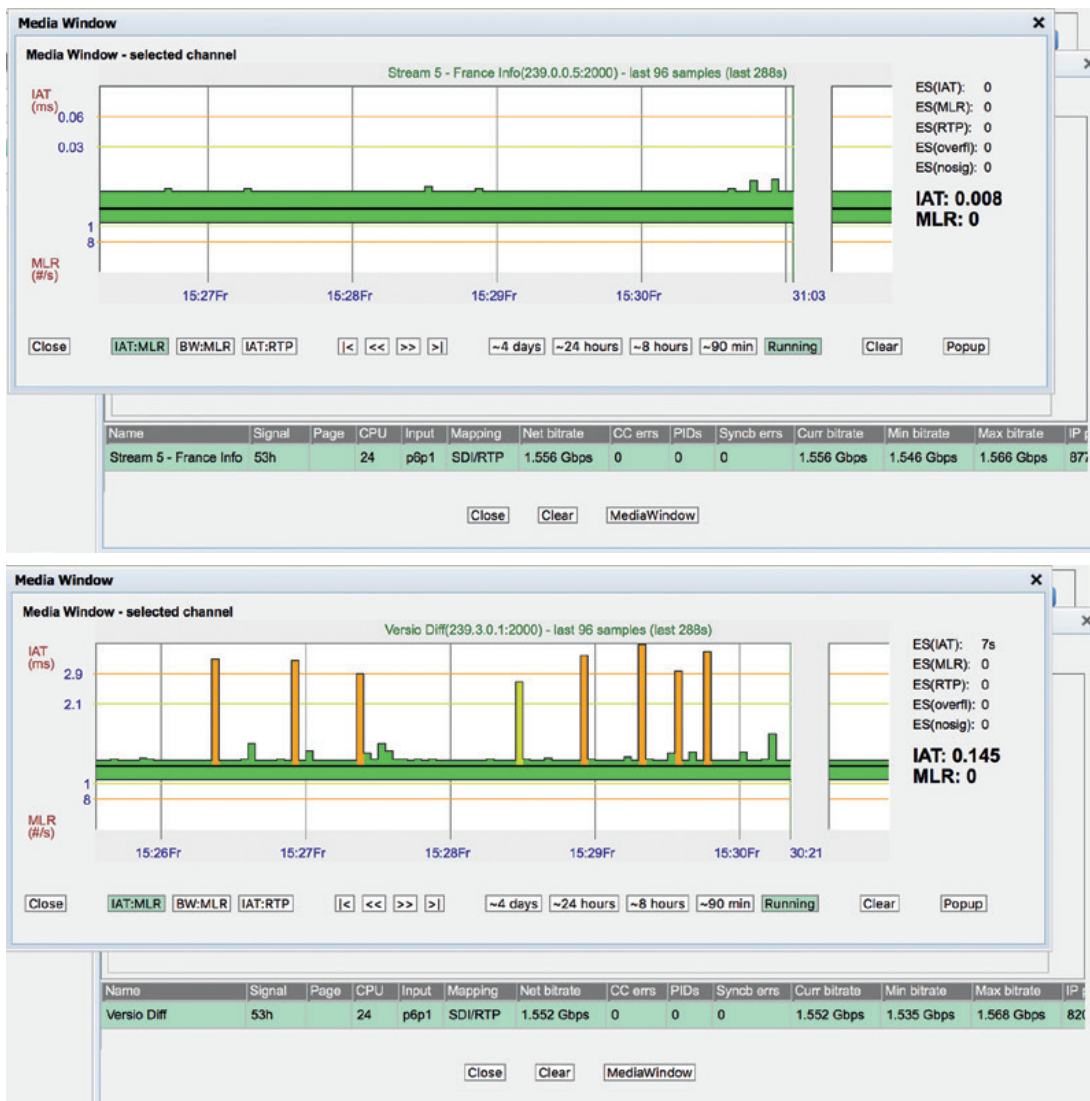 Media Window
Media Window - selected channel
Stream 5 - France Info(239.0.0.5:2000) - last 96 samples (last 288s)
IAT
(ms)
0.06
0.03
1
8
MLR
(#/s)
15:27Fr 15:28Fr 15:29Fr 15:30Fr 31:03
ES(IAT): 0
ES(MLR): 0
ES(RTP): 0
ES(overfl): 0
ES(nosig): 0
IAT: 0.008
MLR: 0
Close IAT:MLR BW:MLR IAT:RTP |< << >> >| ~4 days ~24 hours ~8 hours ~90 min Running Clear Popup
Name Signal Page CPU Input Mapping Net bitrate CC errs PIDs Syncb errs Curr bitrate Min bitrate Max bitrate IP
Stream 5 - France Info 53h 24 p6p1 SDI/RTP 1.556 Gbps 0 0 0 1.556 Gbps 1.546 Gbps 1.566 Gbps
Close Clear MediaWindow
Media Window
Media Window - selected channel
Versio Diff(239.3.0.1:2000) - last 96 samples (last 288s)
IAT
(ms)
2.9
2.1
1
8
MLR
(#/s)
15:26Fr 15:27Fr 15:28Fr 15:29Fr 15:30Fr 30:21
ES(IAT): 7s
ES(MLR): 0
ES(RTP): 0
ES(overfl): 0
ES(nosig): 0
IAT: 0.145
MLR: 0
Close IAT:MLR BW:MLR IAT:RTP |< << >> >| ~4 days ~24 hours ~8 hours ~90 min Running Clear Popup
Name Signal Page CPU Input Mapping Net bitrate CC errs PIDs Syncb errs Curr bitrate Min bitrate Max bitrate IP
Versio Diff 53h 24 p6p1 SDI/RTP 1.552 Gbps 0 0 0 1.552 Gbps 1.535 Gbps 1.568 Gbps
Close Clear MediaWindow